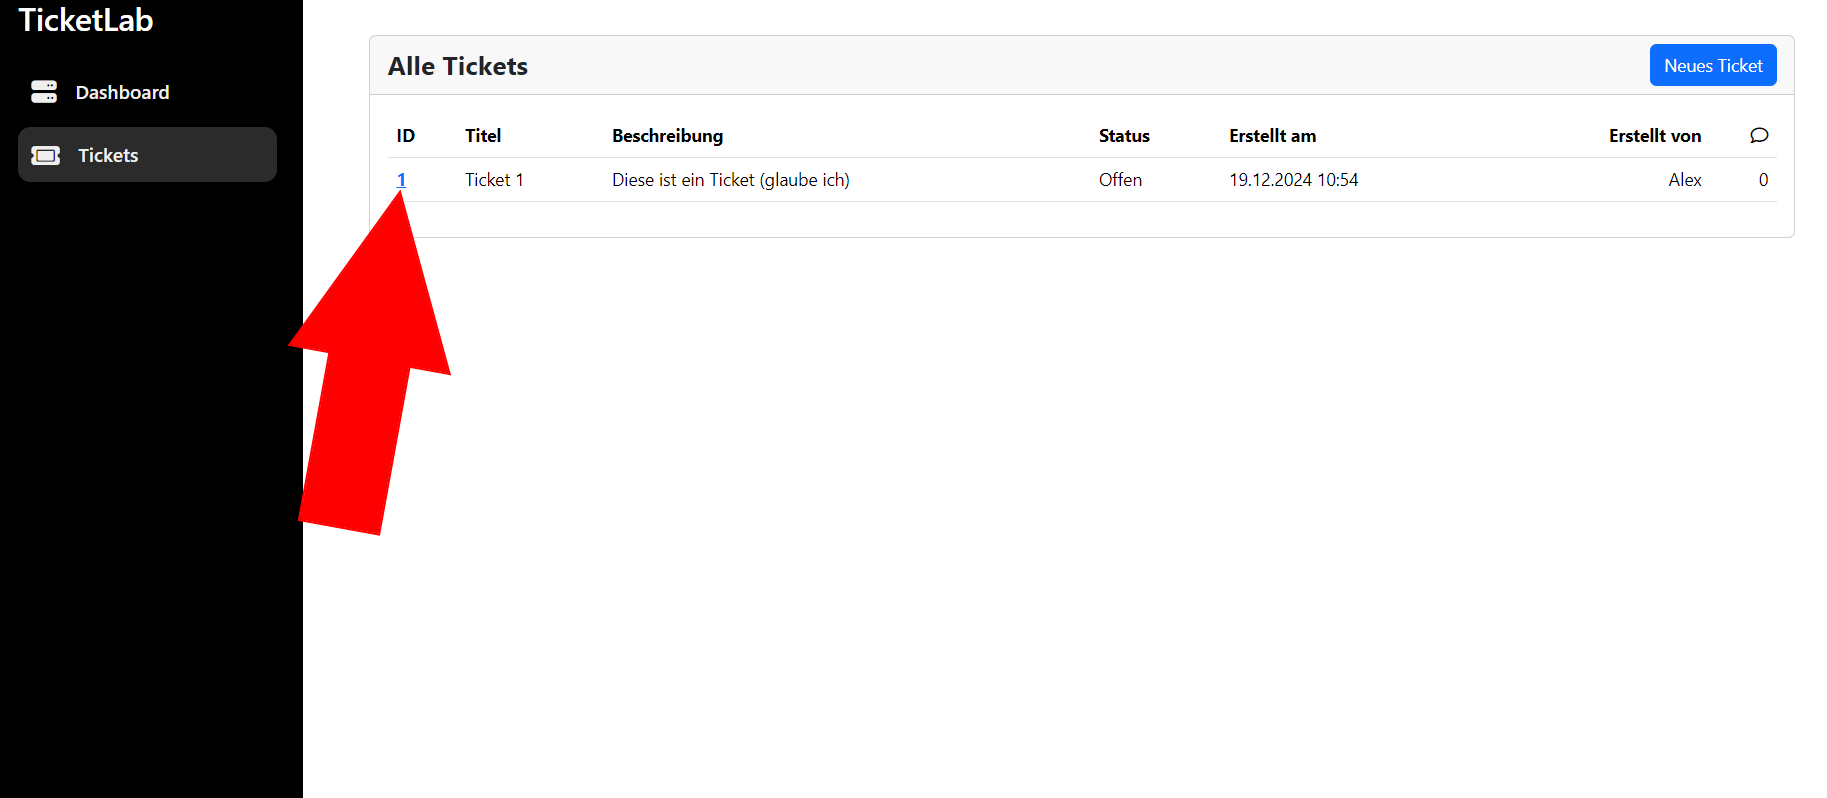 TicketLab
Dashboard
Tickets
Alle Tickets
Neues Ticket
ID Titel Beschreibung Status Erstellt am Erstellt von
1 Ticket 1 Diese ist ein Ticket (glaube ich) Offen 19.12.2024 10:54 Alex 0